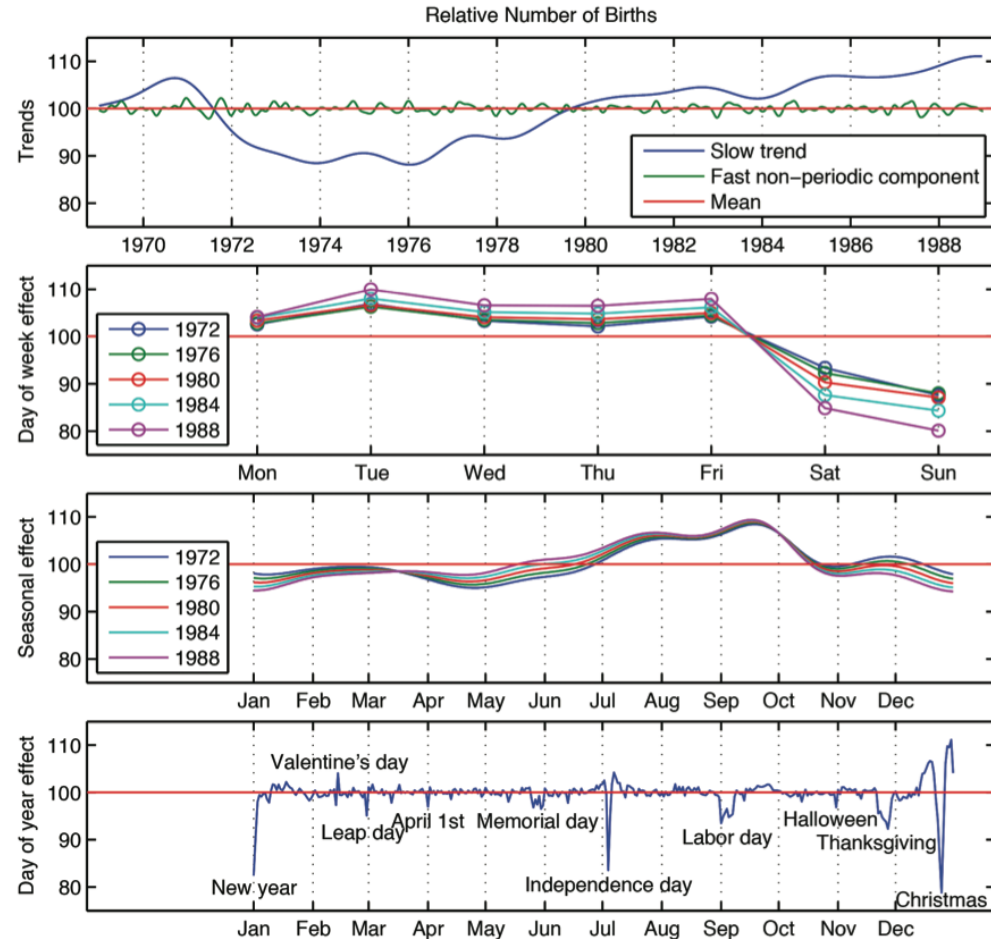 Relative Number of Births
Trends
110
100
90
80
Slow trend
Fast non-periodic component
Mean
1970 1972 1974 1976 1978 1980 1982 1984 1986 1988
Day of week effect
110
100
90
80
1972
1976
1980
1984
1988
Mon Tue Wed Thu Fri Sat Sun
Seasonal effect
110
100
90
80
1972
1976
1980
1984
1988
Jan Feb Mar Apr May Jun Jul Aug Sep Oct Nov Dec
Day of year effect
110
100
90
80
Valentine's day
Leap day
April 1st
Memorial day
Labor day
Halloween
Thanksgiving
New year
Independence day
Christmas
Jan Feb Mar Apr May Jun Jul Aug Sep Oct Nov Dec